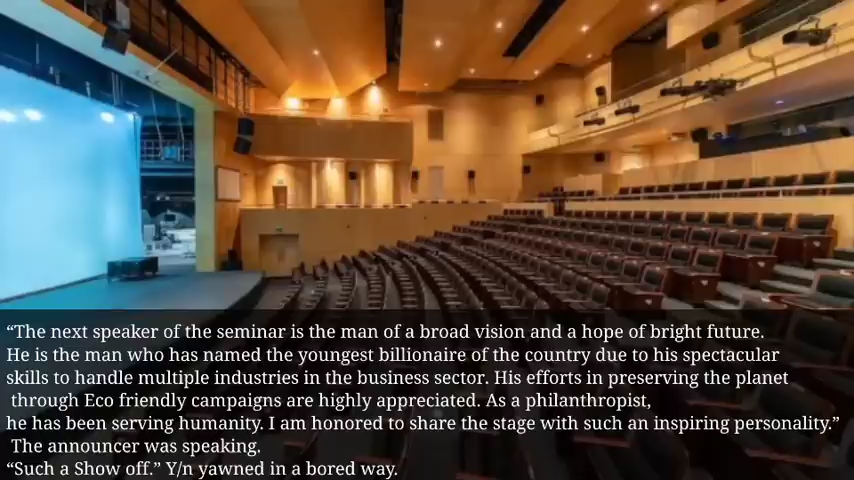 “The next speaker of the seminar is the man of a broad vision and a hope of bright future.
He is the man who has named the youngest billionaire of the country due to his spectacular
skills to handle multiple industries in the business sector. His efforts in preserving the planet
through Eco friendly campaigns are highly appreciated. As a philanthropist,
he has been serving humanity. I am honored to share the stage with such an inspiring personality.”
The announcer was speaking.
“Such a Show off.” Y/n yawned in a bored way.